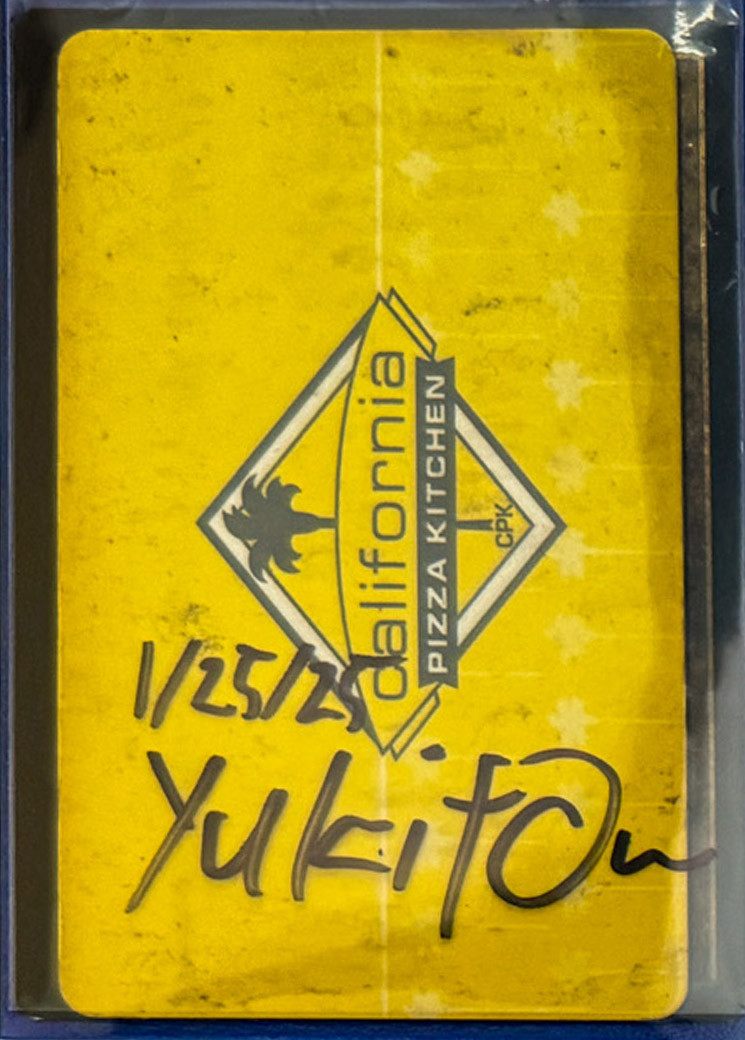 california
PIZZA KITCHEN
CPK
1/25/25
Yukito